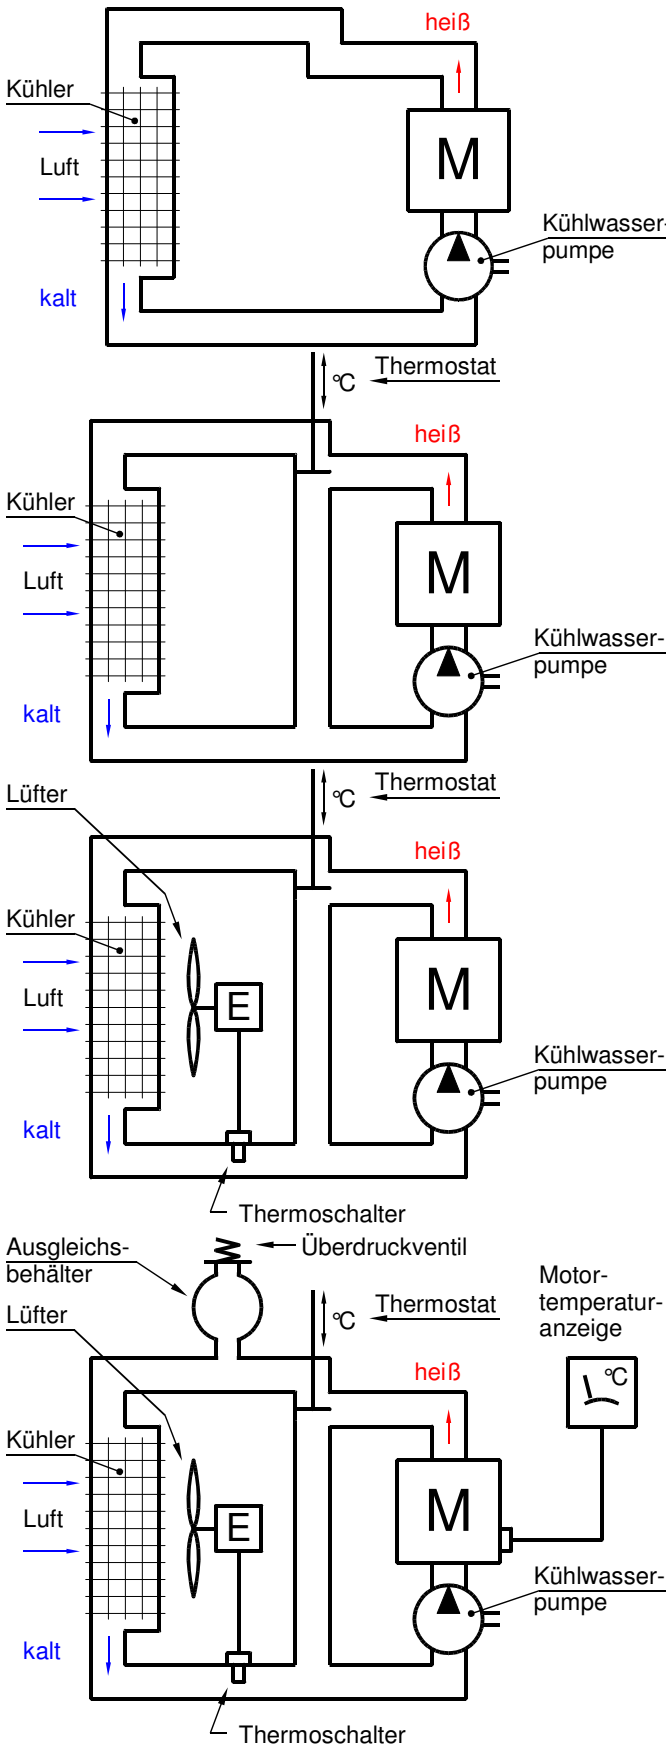 heiß
Kühler
M
Luft
Kühlwasser-
pumpe
kalt
Thermostat
°C
heiß
Kühler
M
Luft
Kühlwasser-
pumpe
kalt
Thermostat
°C
Lüfter
heiß
Kühler
M
Luft
E
Kühlwasser-
pumpe
kalt
Thermoschalter
Ausgleichs-
behälter
Überdruckventil
Motor-
temperatur-
anzeige
Thermostat
°C
Lüfter
heiß
°C
Kühler
M
Luft
E
Kühlwasser-
pumpe
kalt
Thermoschalter